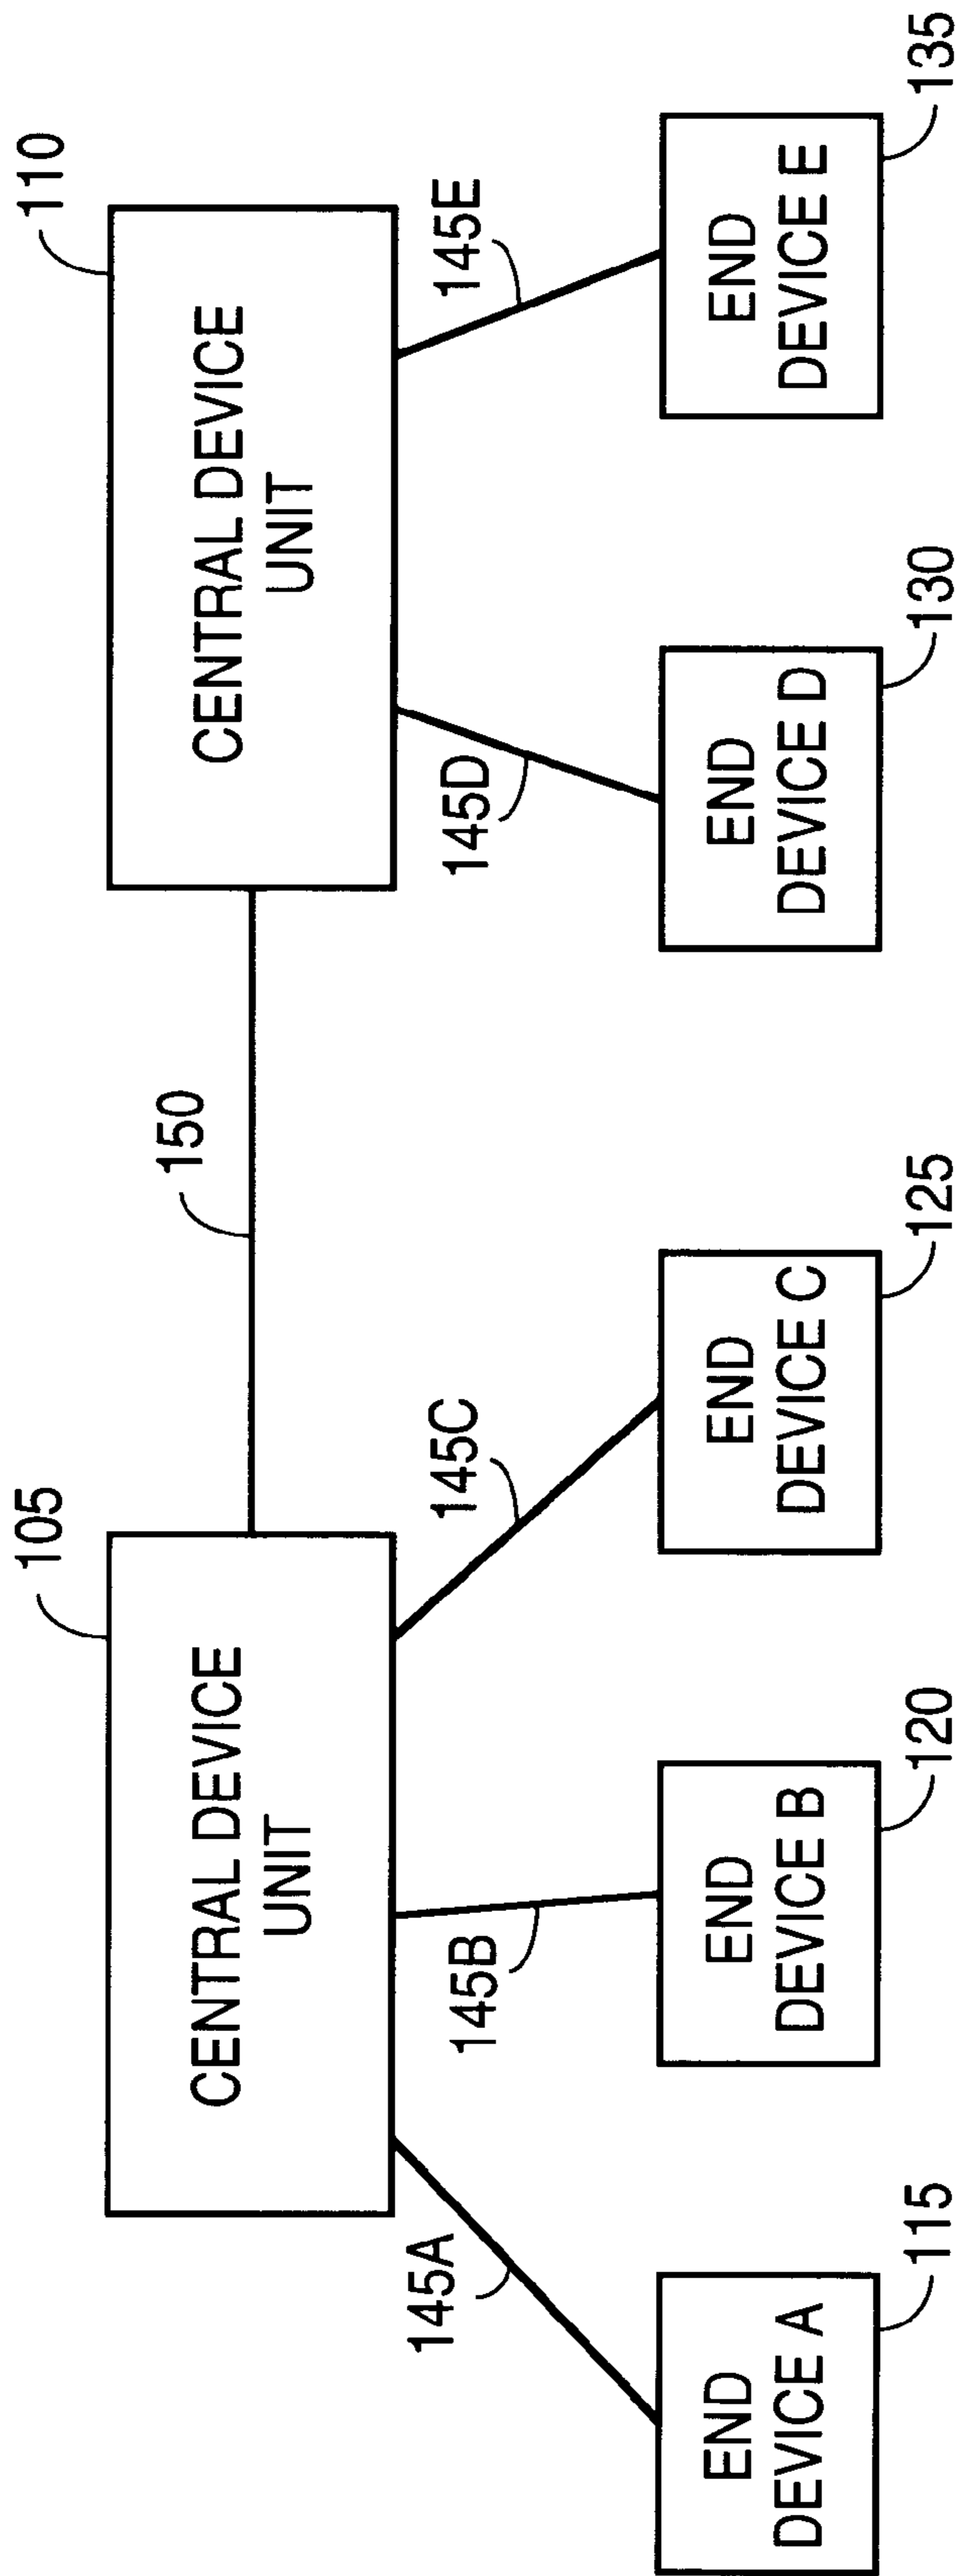 105
CENTRAL DEVICE
UNIT
150
110
CENTRAL DEVICE
UNIT
145A
145B
145C
145D
145E
END
DEVICE A
115
END
DEVICE B
120
END
DEVICE C
125
END
DEVICE D
130
END
DEVICE E
135